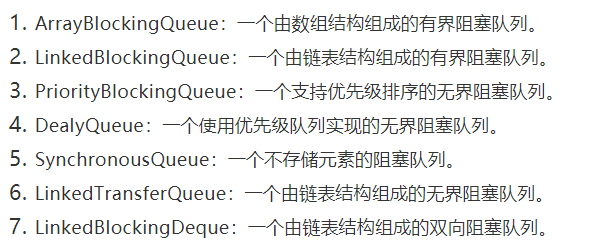 1. ArrayBlockingQueue：一个由数组结构组成的有界阻塞队列。
2. LinkedBlockingQueue：一个由链表结构组成的有界阻塞队列。
3. PriorityBlockingQueue：一个支持优先级排序的无界阻塞队列。
4. DealyQueue：一个使用优先级队列实现的无界阻塞队列。
5. SynchronousQueue：一个不存储元素的阻塞队列。
6. LinkedTransferQueue：一个由链表结构组成的无界阻塞队列。
7. LinkedBlockingDeque：一个由链表结构组成的双向阻塞队列。